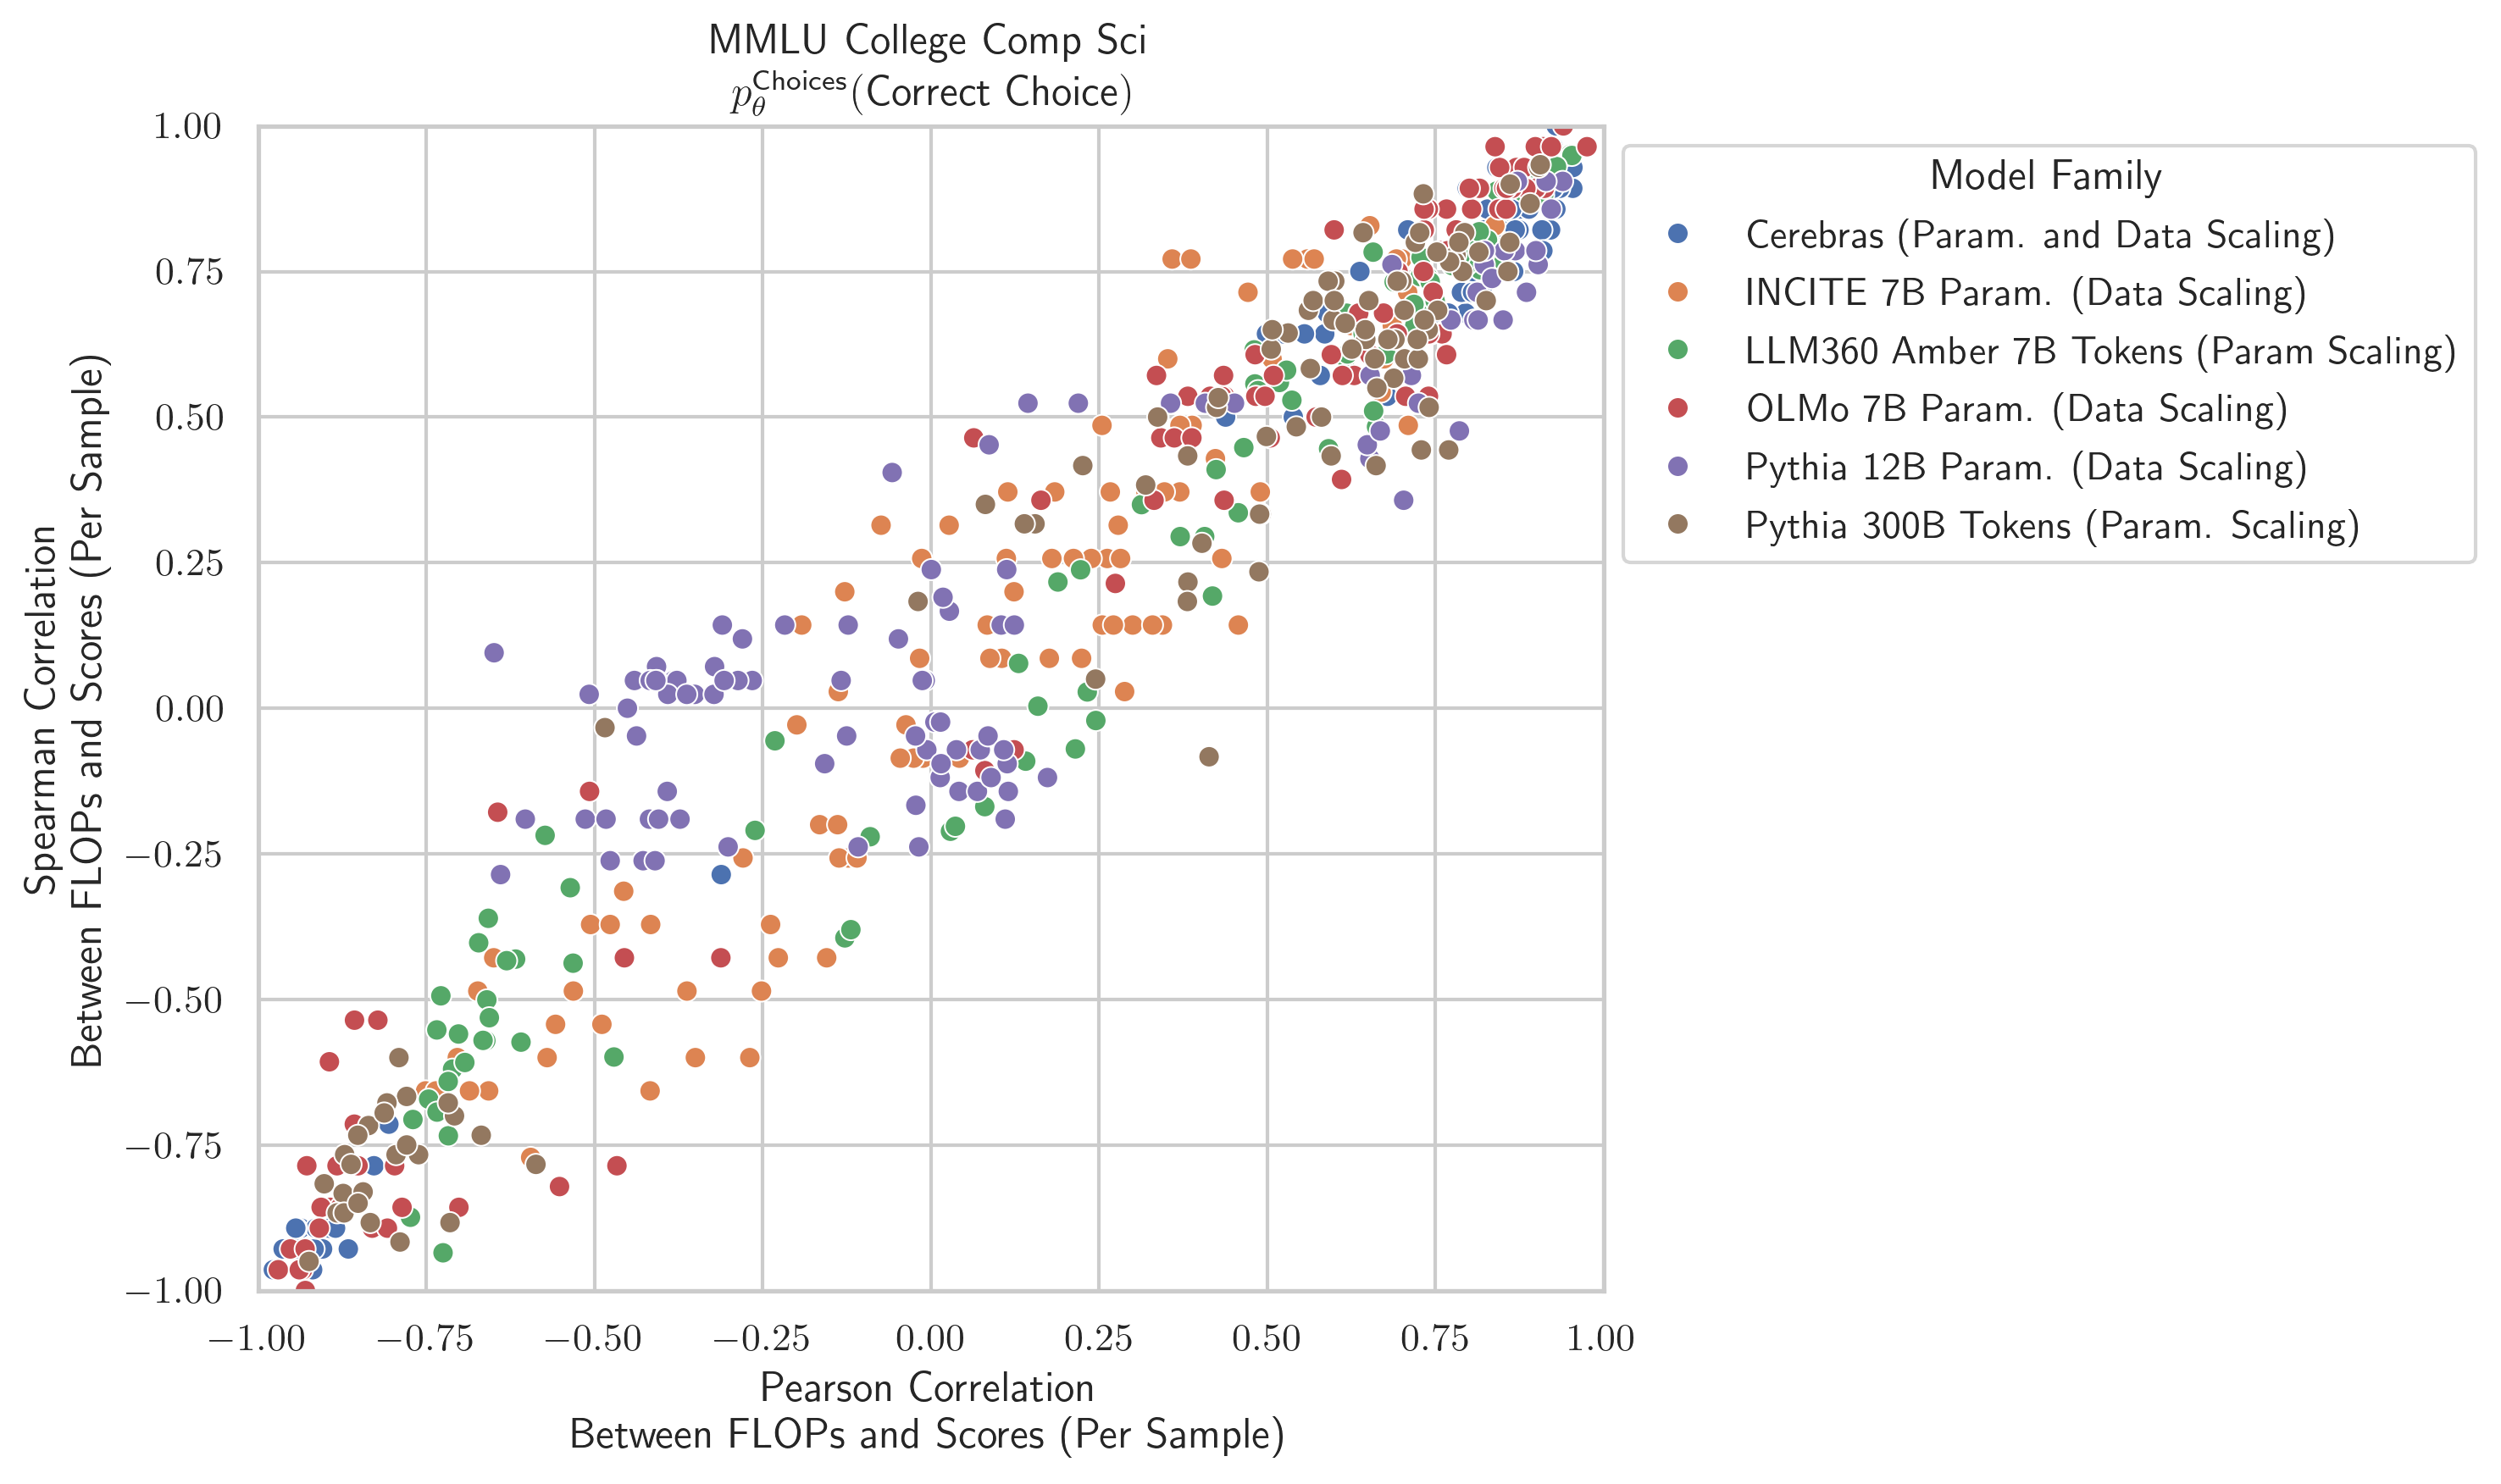 MMLU College Comp Sci
p_θ^Choices(Correct Choice)
1.00
0.75
0.50
0.25
0.00
−0.25
−0.50
−0.75
−1.00
Spearman Correlation
Between FLOPs and Scores (Per Sample)
−1.00 −0.75 −0.50 −0.25 0.00 0.25 0.50 0.75 1.00
Pearson Correlation
Between FLOPs and Scores (Per Sample)
Model Family
Cerebras (Param. and Data Scaling)
INCITE 7B Param. (Data Scaling)
LLM360 Amber 7B Tokens (Param Scaling)
OLMo 7B Param. (Data Scaling)
Pythia 12B Param. (Data Scaling)
Pythia 300B Tokens (Param. Scaling)